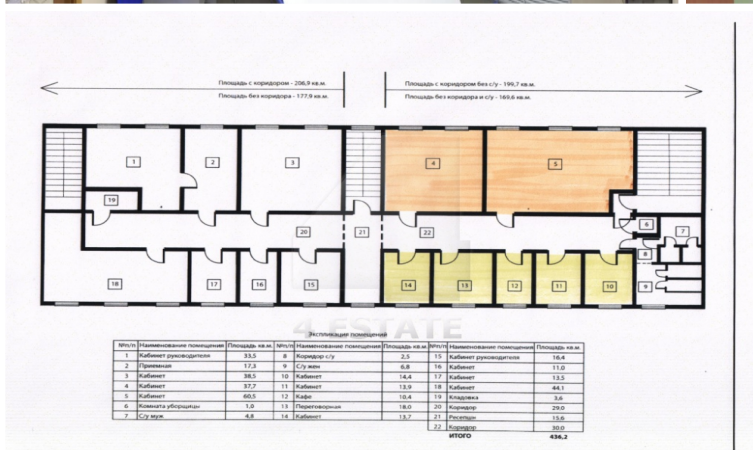 Площадь с коридором - 206,9 кв.м. Площадь с коридором без с/у - 199,7 кв.м.
Площадь без коридора - 177,9 кв.м. Площадь без коридора и с/у - 169,6 кв.м.
1 2 3 4 5
19 6 7
20 21 22 8
18 17 16 15 14 13 12 11 10 9
4 ESTATE
Экспликация помещений
№п/п Наименование помещения Площадь кв.м. №п/п Наименование помещения Площадь кв.м. №п/п Наименование помещения Площадь кв.м.
1 Кабинет руководителя 33,5 8 Коридор с/у 2,5 15 Кабинет руководителя 18,4
2 Приемная 17,3 9 С/у жен 6,8 16 Кабинет 11,0
3 Кабинет 38,5 10 Кабинет 14,4 17 Кабинет 13,5
4 Кабинет 37,7 11 Кабинет 13,9 18 Кабинет 44,1
5 Кабинет 60,5 12 Кафе 10,4 19 Кладовка 3,6
6 Комната уборщицы 1,0 13 Переговорная 18,0 20 Коридор 29,0
7 С/у муж 4,8 14 Кабинет 13,7 21 Ресепшн 15,6
22 Коридор 30,0
ИТОГО 436,2